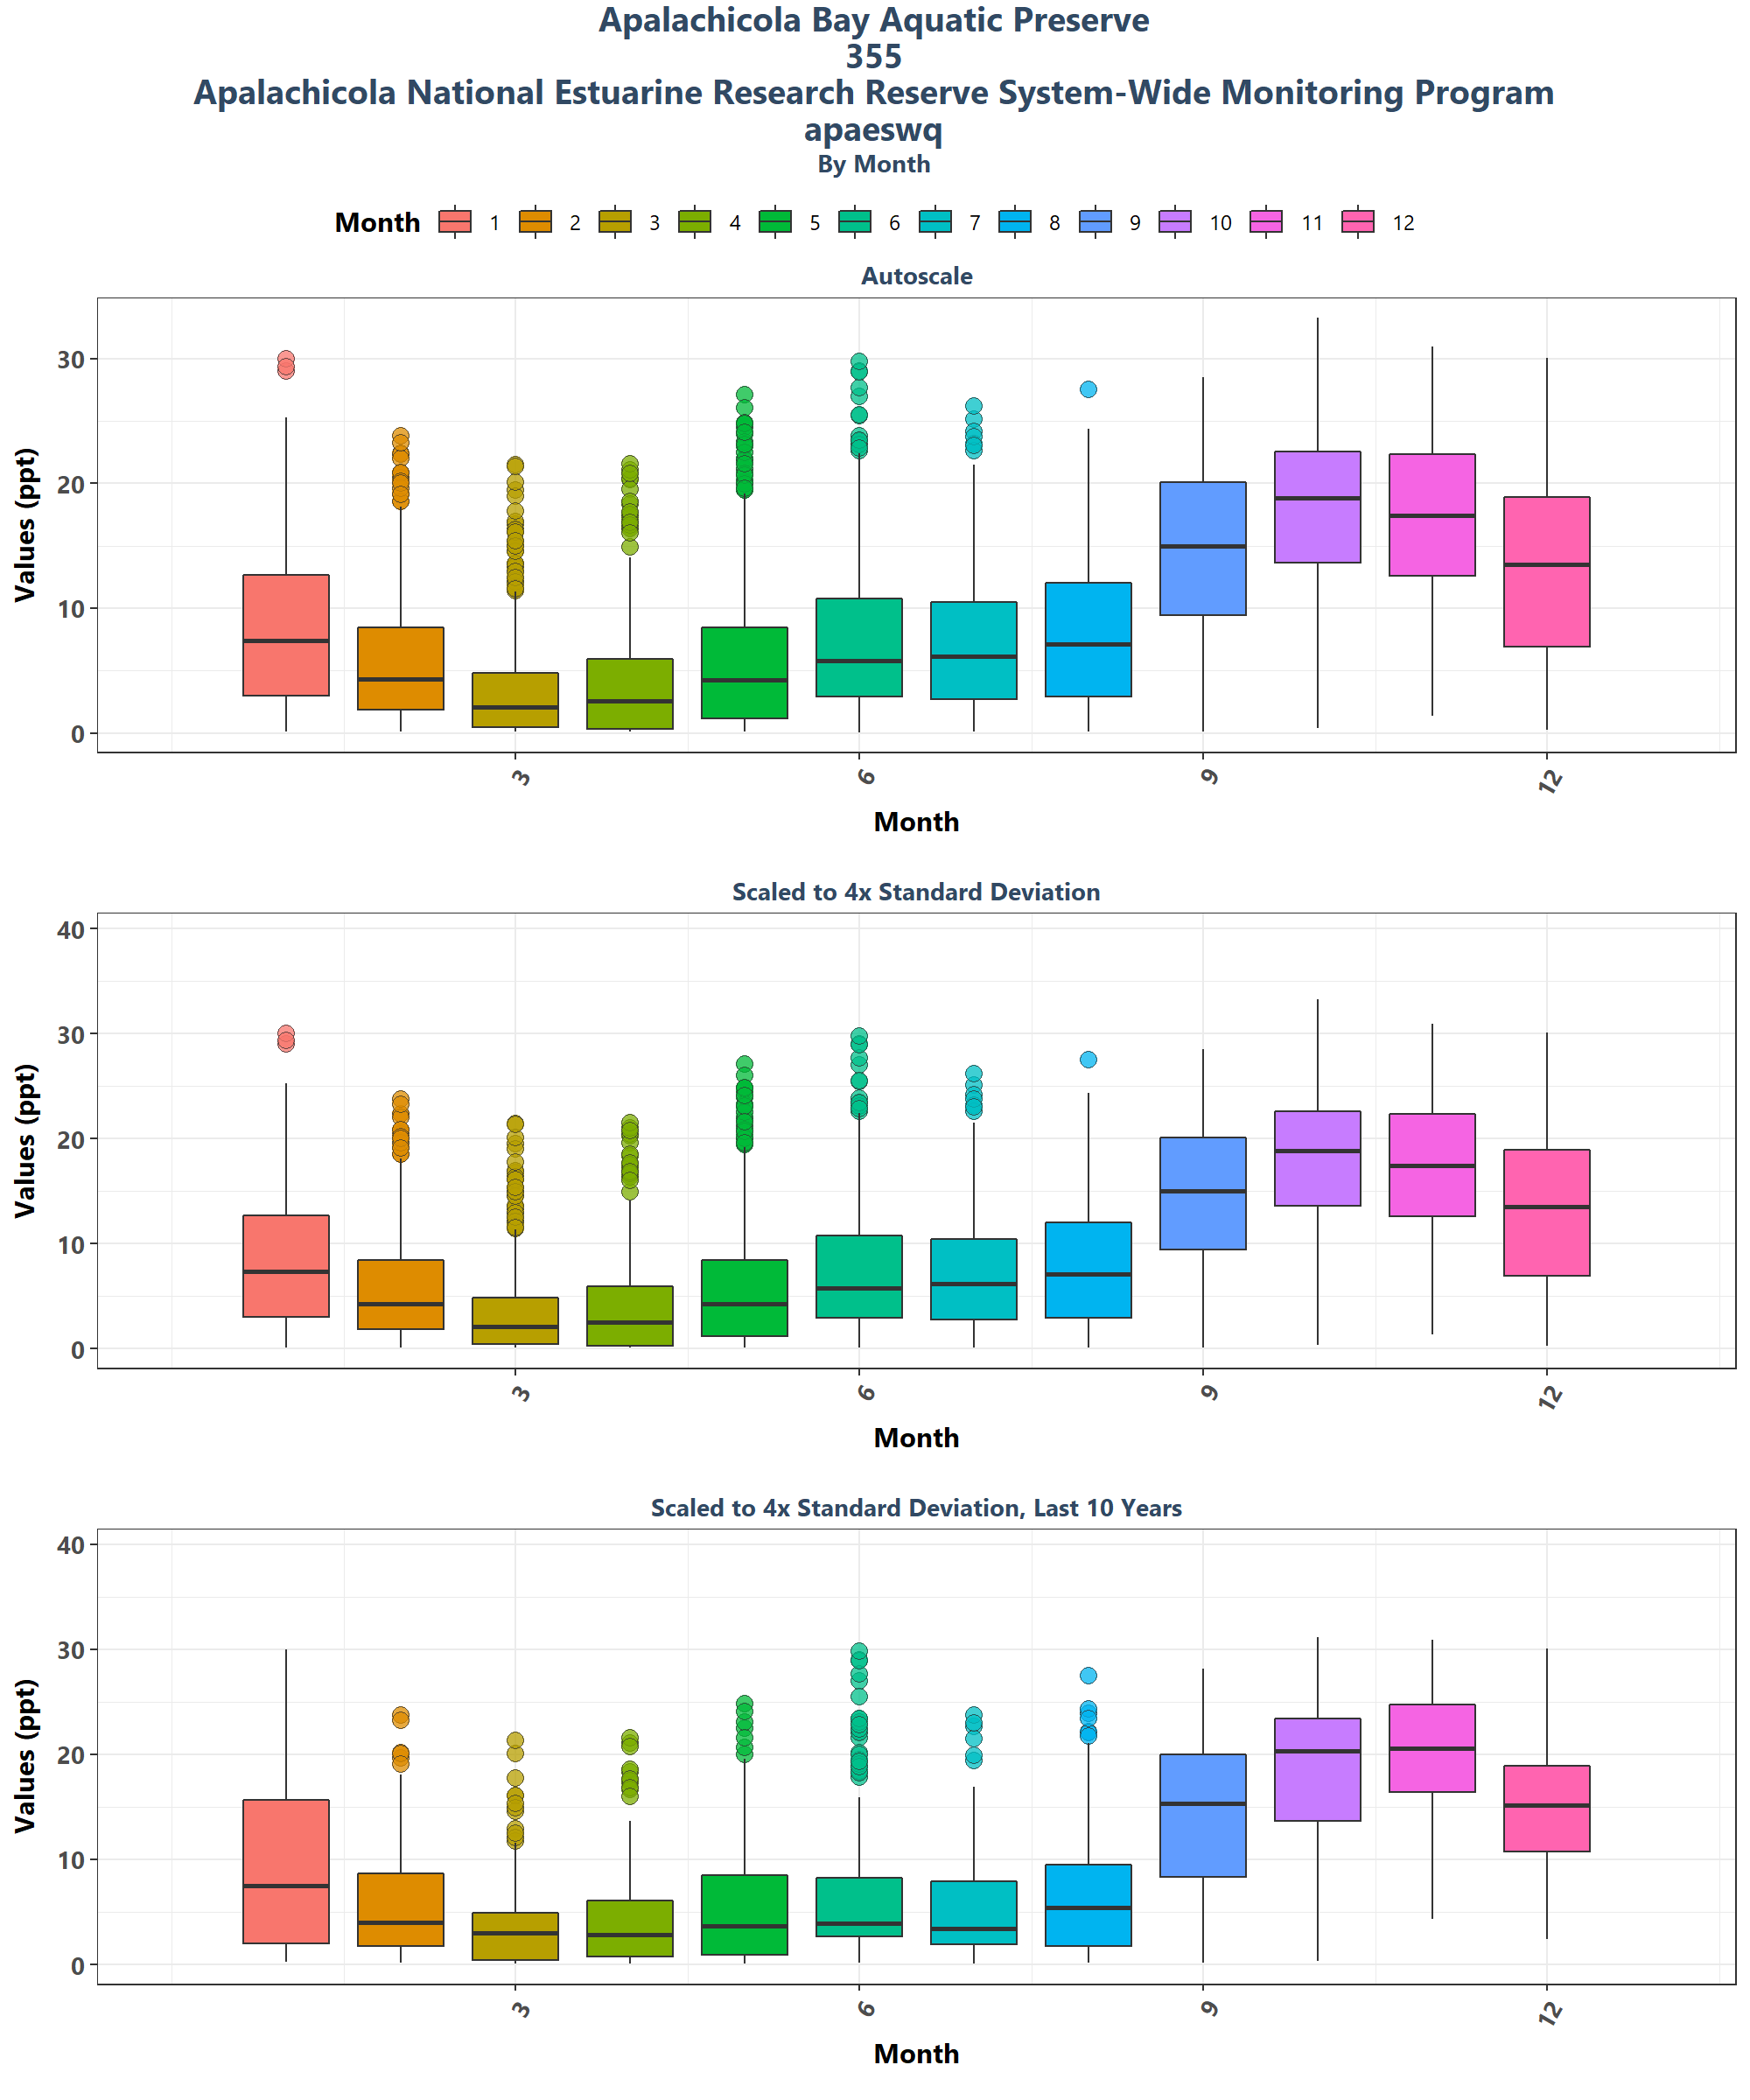 Apalachicola Bay Aquatic Preserve
355
Apalachicola National Estuarine Research Reserve System-Wide Monitoring Program
apaeswq
By Month
Month 1 2 3 4 5 6 7 8 9 10 11 12
Autoscale
Values (ppt)
30
20
10
0
3 6 9 12
Month
Scaled to 4x Standard Deviation
Values (ppt)
40
30
20
10
0
3 6 9 12
Month
Scaled to 4x Standard Deviation, Last 10 Years
Values (ppt)
40
30
20
10
0
3 6 9 12
Month